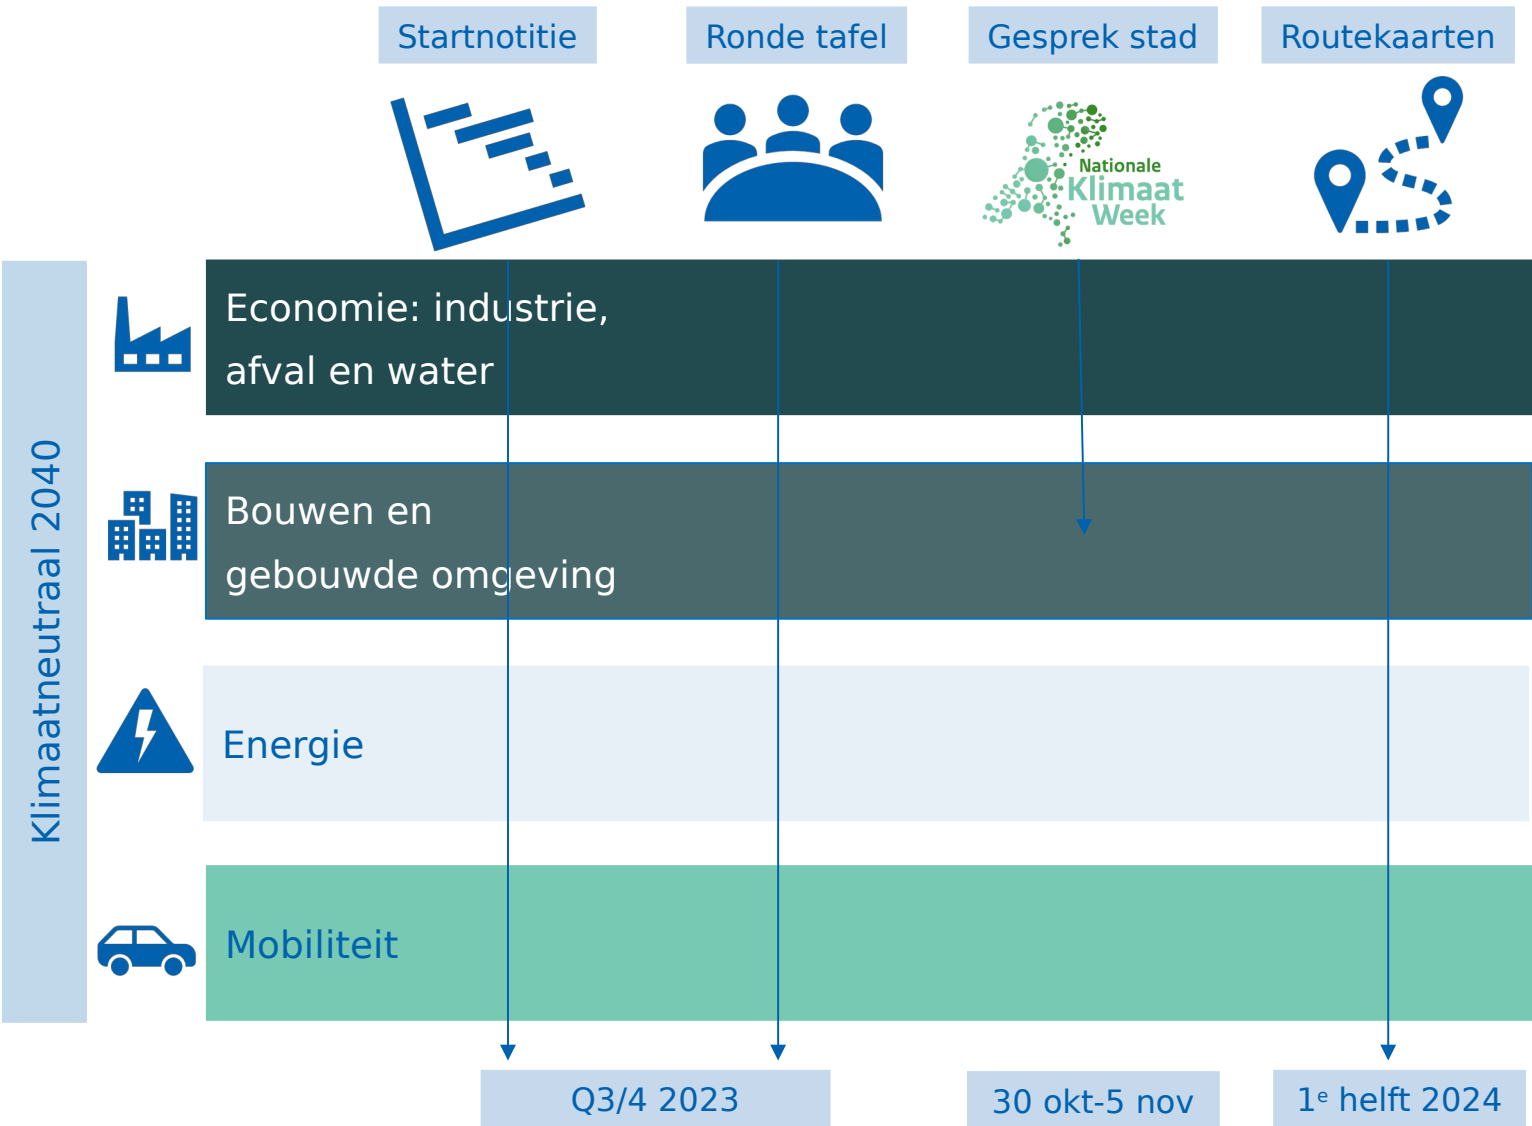 Startnotitie
Ronde tafel
Gesprek stad
Routekaarten
Nationale
Klimaat
Week
Klimaatneutraal 2040
Economie: industrie,
afval en water
Bouwen en
gebouwde omgeving
Energie
Mobiliteit
Q3/4 2023
30 okt-5 nov
1e helft 2024